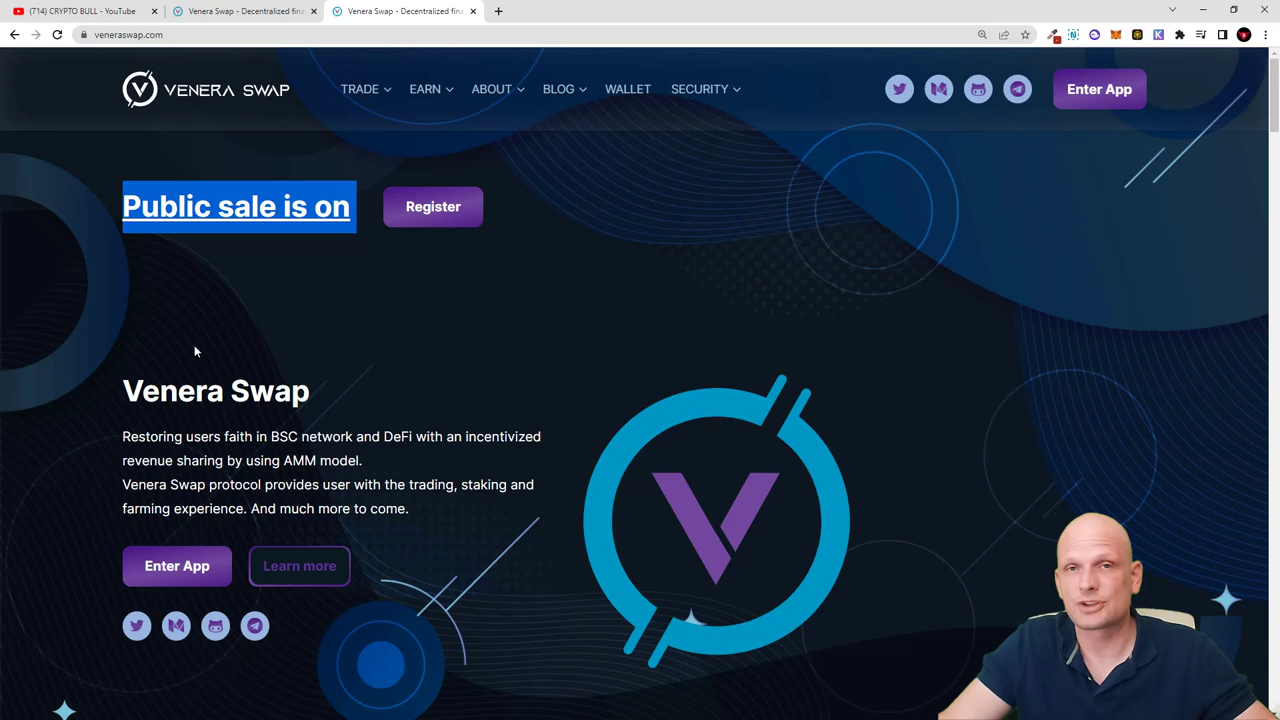 (714) CRYPTO BULL - YouTube
Venera Swap - Decentralized fina
Venera Swap - Decentralized fina
veneraswap.com
VENERA SWAP
TRADE
EARN
ABOUT
BLOG
WALLET
SECURITY
Enter App
Public sale is on
Register
Venera Swap
Restoring users faith in BSC network and DeFi with an incentivized
revenue sharing by using AMM model.
Venera Swap protocol provides user with the trading, staking and
farming experience. And much more to come.
Enter App
Learn more